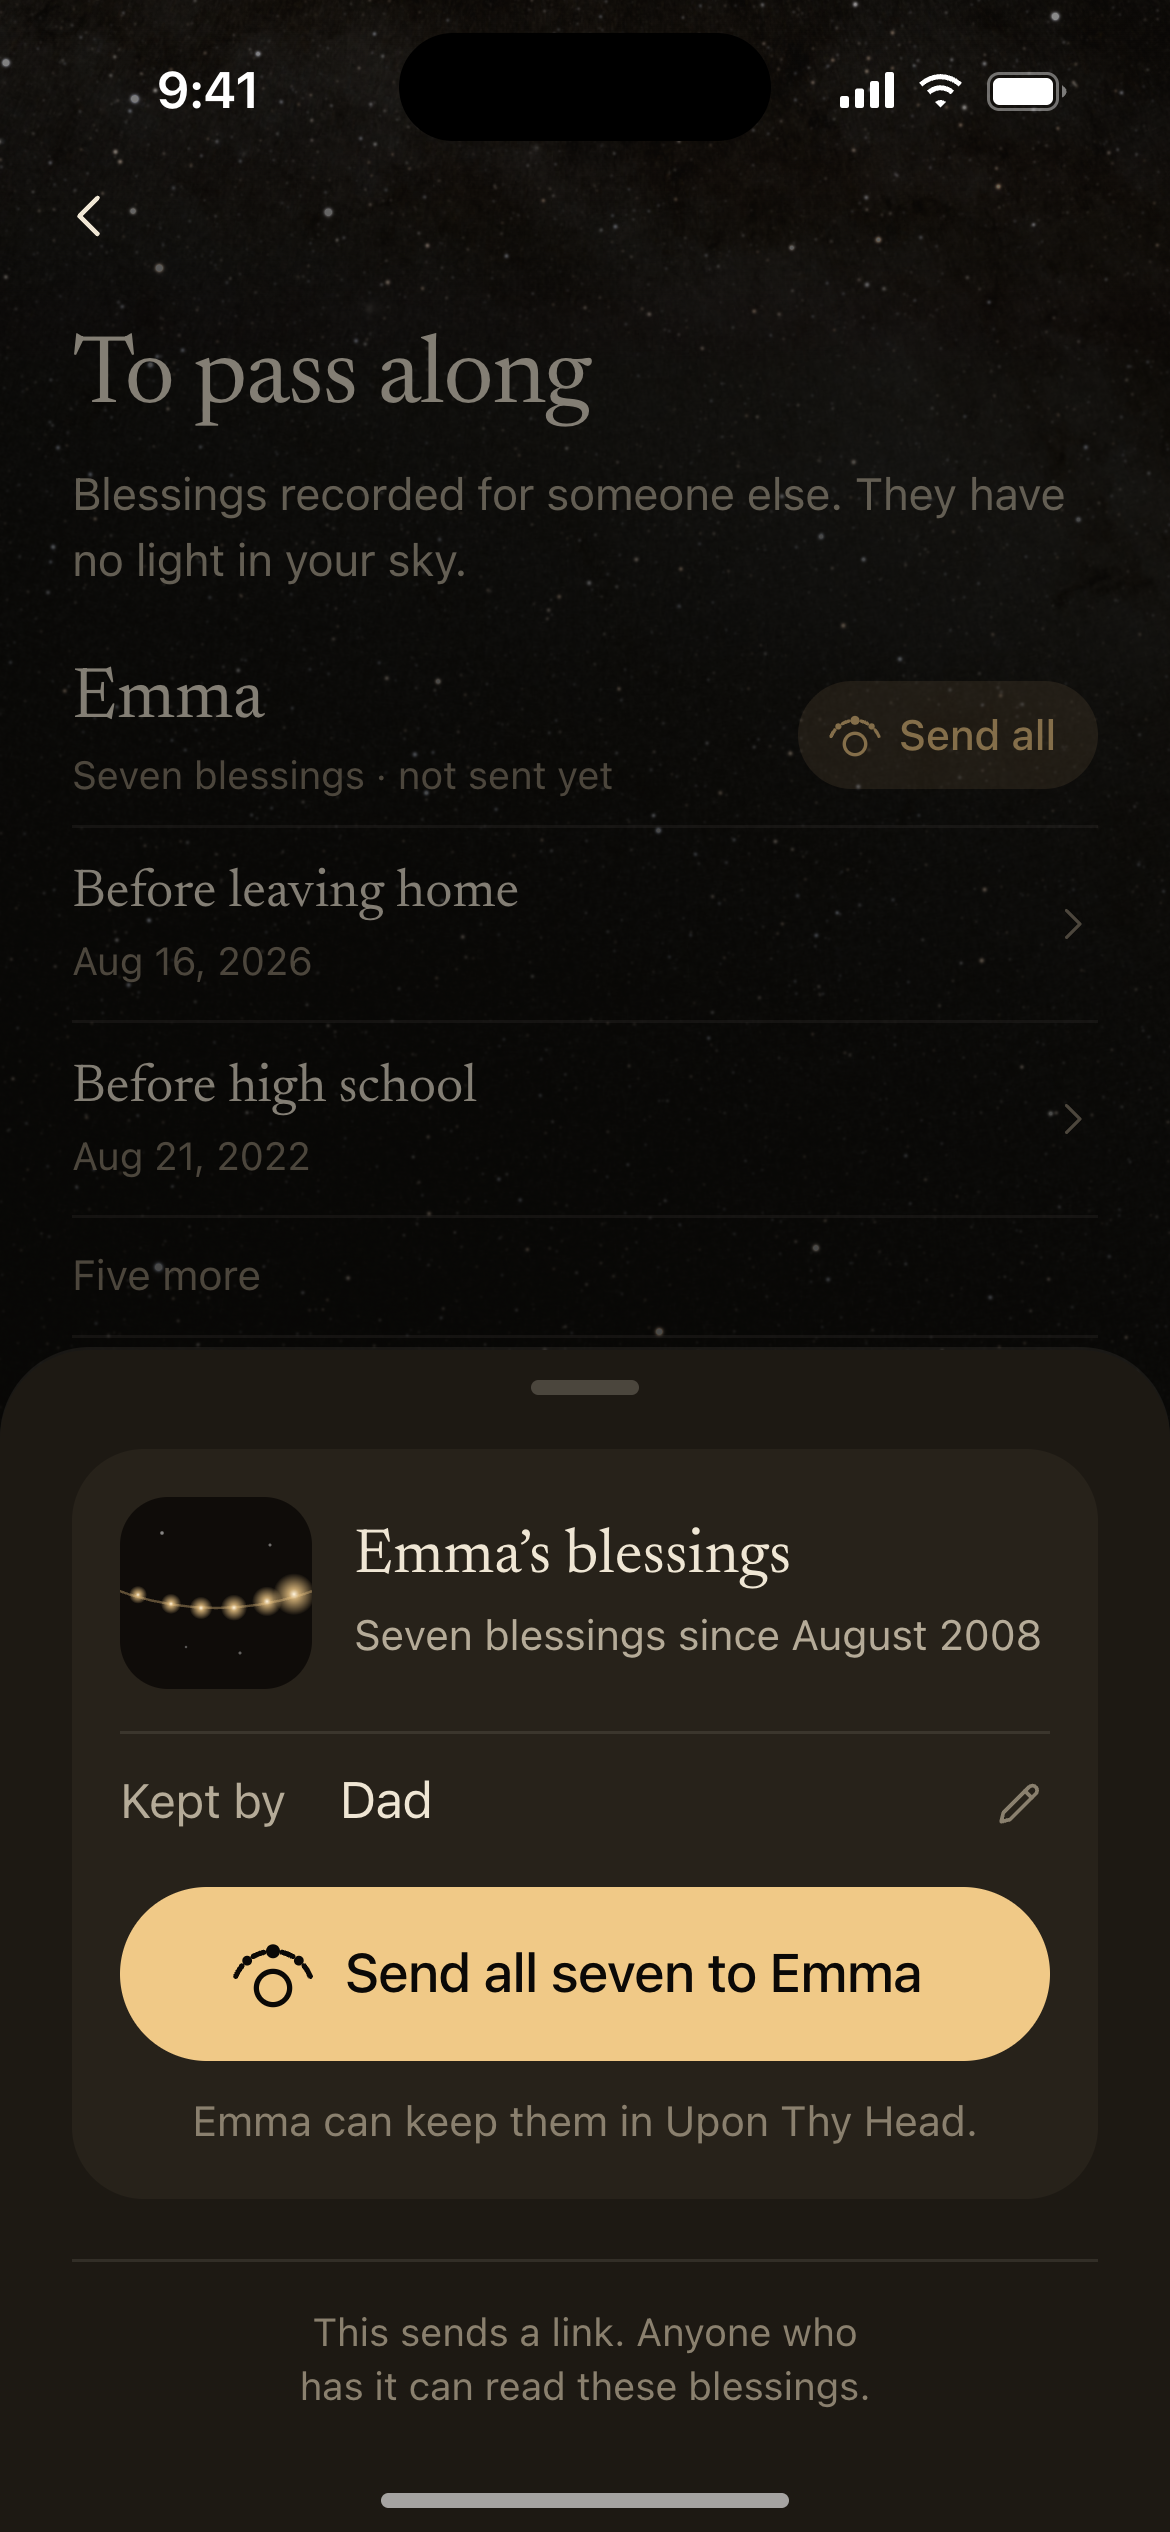 9:41
To pass along
Blessings recorded for someone else. They have
no light in your sky.
Emma
Send all
Seven blessings · not sent yet
Before leaving home
Aug 16, 2026
Before high school
Aug 21, 2022
Five more
Emma’s blessings
Seven blessings since August 2008
Kept by Dad
Send all seven to Emma
Emma can keep them in Upon Thy Head.
This sends a link. Anyone who
has it can read these blessings.